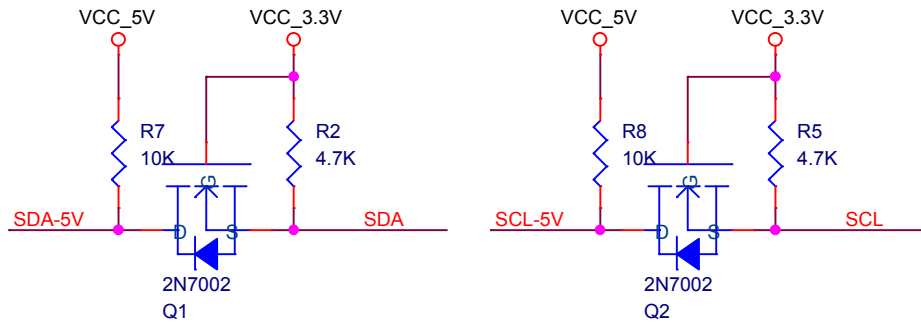 VCC_5V VCC_3.3V VCC_5V VCC_3.3V
R7 R2 R8 R5
10K 4.7K 10K 4.7K
G G
SDA-5V SDA SCL-5V SCL
D S D S
2N7002 2N7002
Q1 Q2